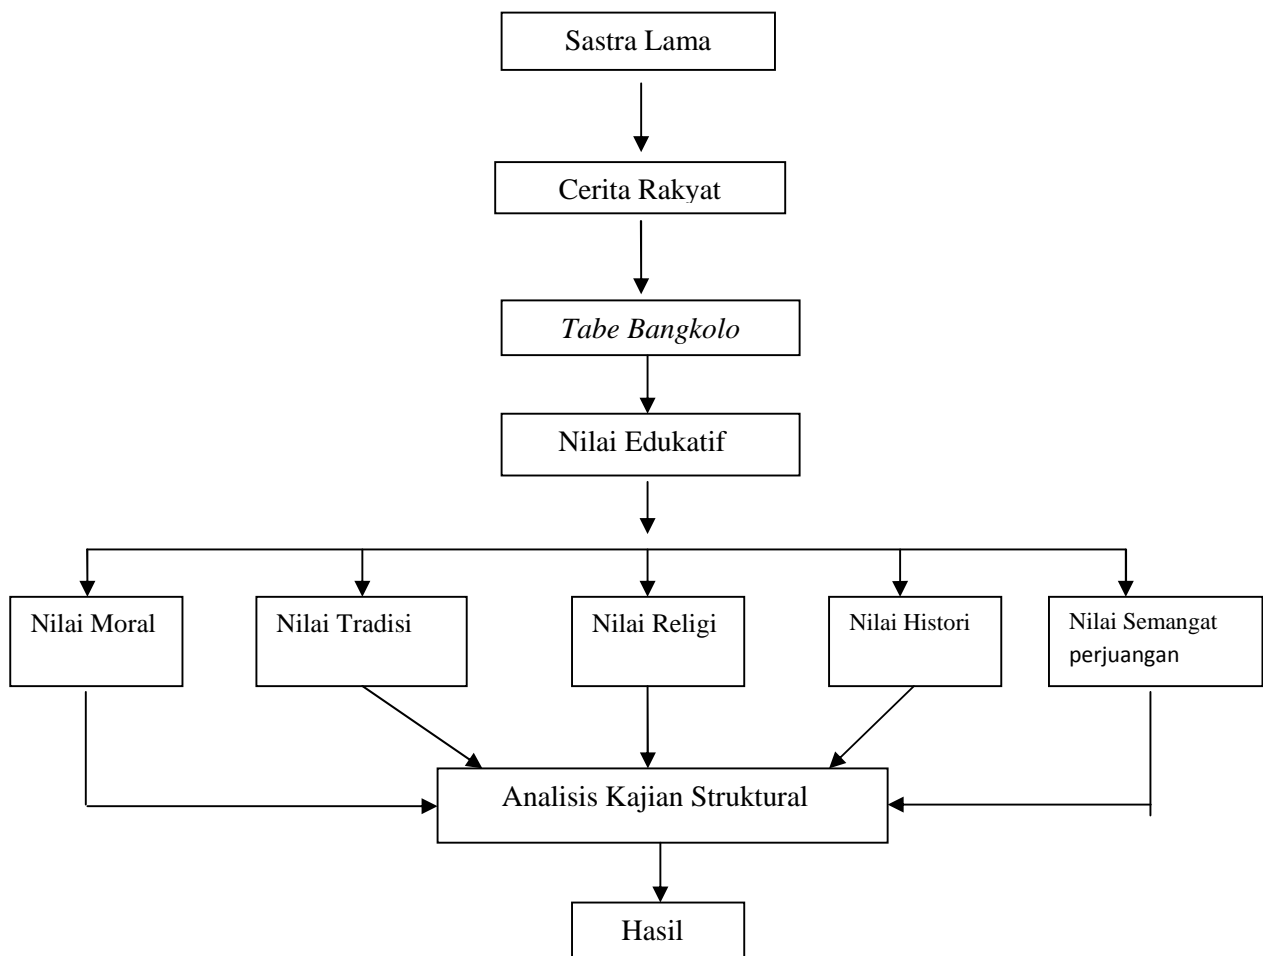 Sastra Lama
Cerita Rakyat
Tabe Bangkolo
Nilai Edukatif
Nilai Moral
Nilai Tradisi
Nilai Religi
Nilai Histori
Nilai Semangat
perjuangan
Analisis Kajian Struktural
Hasil